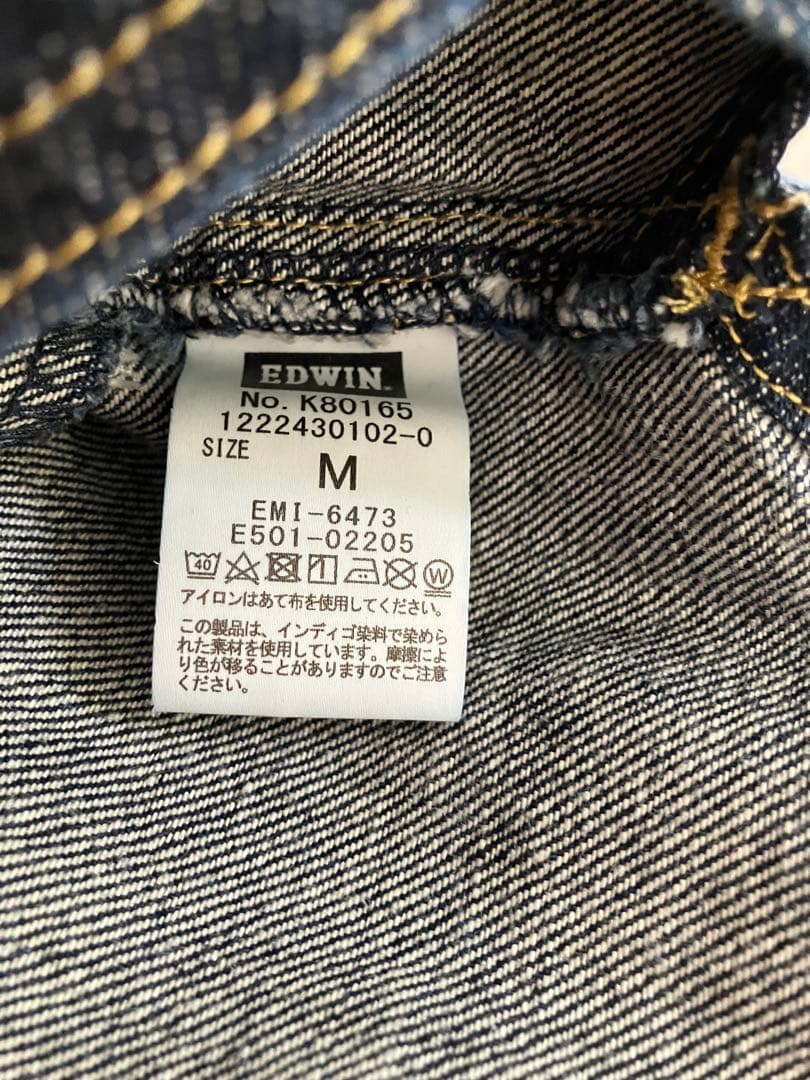 EDWIN
No. K80165
1222430102-0
SIZE
M
EMI-6473
E501-02205
40 W
アイロンはあて布を使用してください。
この製品は、インディゴ染料で染めら
れた素材を使用しています。摩擦によ
り色が移ることがありますのでご注意
ください。